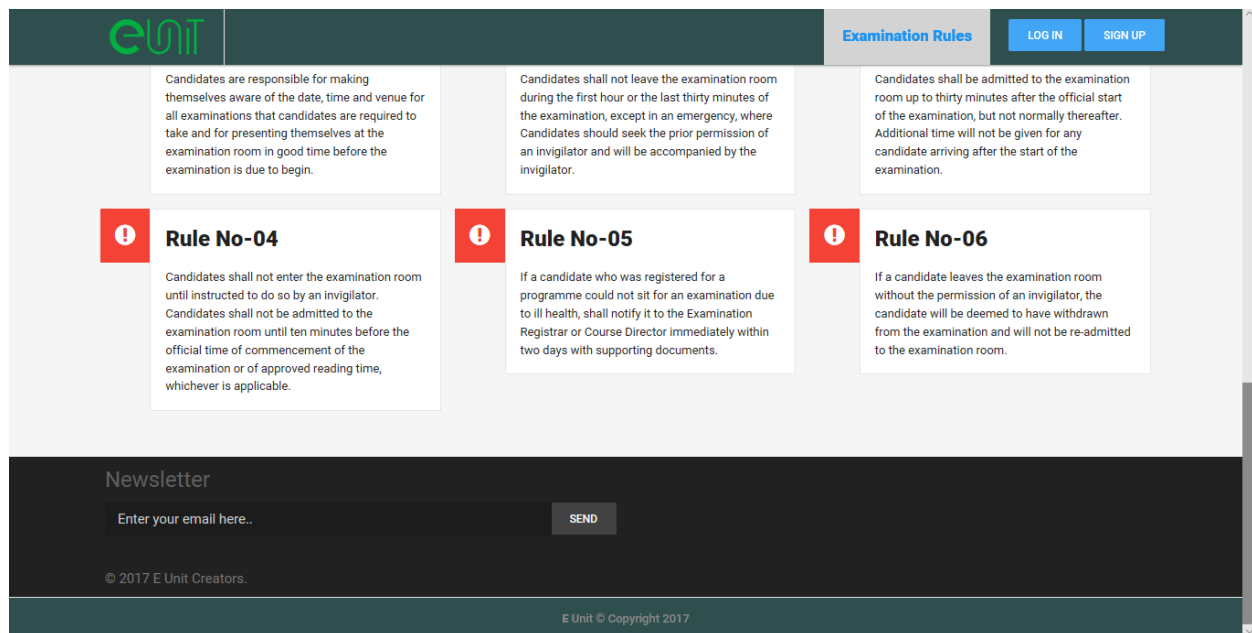 eUnit
Examination Rules
LOG IN
SIGN UP
Candidates are responsible for making
themselves aware of the date, time and venue for
all examinations that candidates are required to
take and for presenting themselves at the
examination room in good time before the
examination is due to begin.
Candidates shall not leave the examination room
during the first hour or the last thirty minutes of
the examination, except in an emergency, where
Candidates should seek the prior permission of
an invigilator and will be accompanied by the
invigilator.
Candidates shall be admitted to the examination
room up to thirty minutes after the official start
of the examination, but not normally thereafter.
Additional time will not be given for any
candidate arriving after the start of the
examination.
Rule No-04
Candidates shall not enter the examination room
until instructed to do so by an invigilator.
Candidates shall not be admitted to the
examination room until ten minutes before the
official time of commencement of the
examination or of approved reading time,
whichever is applicable.
Rule No-05
If a candidate who was registered for a
programme could not sit for an examination due
to ill health, shall notify it to the Examination
Registrar or Course Director immediately within
two days with supporting documents.
Rule No-06
If a candidate leaves the examination room
without the permission of an invigilator, the
candidate will be deemed to have withdrawn
from the examination and will not be re-admitted
to the examination room.
Newsletter
Enter your email here..
SEND
© 2017 E Unit Creators.
E Unit © Copyright 2017